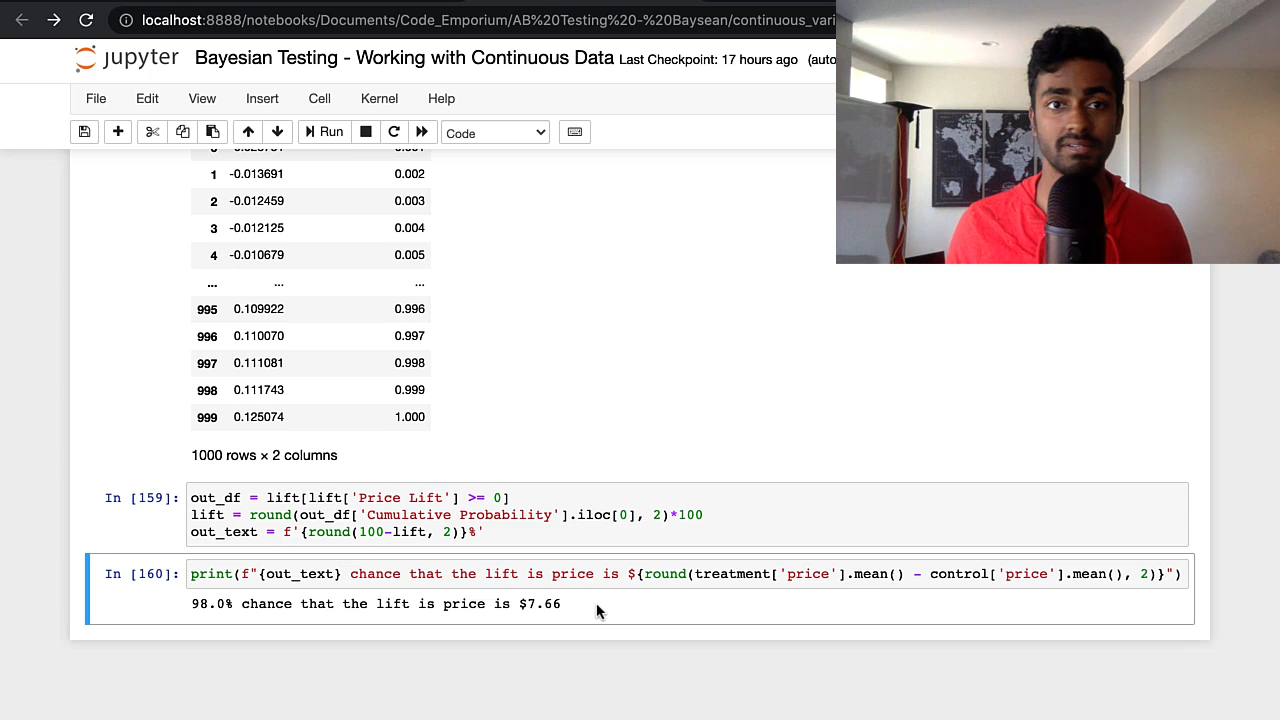 localhost:8888/notebooks/Documents/Code_Emporium/AB%20Testing%20-%20Baysean/continuous_vari
jupyter Bayesian Testing - Working with Continuous Data Last Checkpoint: 17 hours ago (auto
File Edit View Insert Cell Kernel Help
Run Code
1 -0.013691 0.002
2 -0.012459 0.003
3 -0.012125 0.004
4 -0.010679 0.005
... ... ...
995 0.109922 0.996
996 0.110070 0.997
997 0.111081 0.998
998 0.111743 0.999
999 0.125074 1.000
1000 rows × 2 columns
In [159]: out_df = lift[lift['Price Lift'] >= 0]
lift = round(out_df['Cumulative Probability'].iloc[0], 2)*100
out_text = f'{round(100-lift, 2)}%'
In [160]: print(f"{out_text} chance that the lift is price is ${round(treatment['price'].mean() - control['price'].mean(), 2)}")
98.0% chance that the lift is price is $7.66